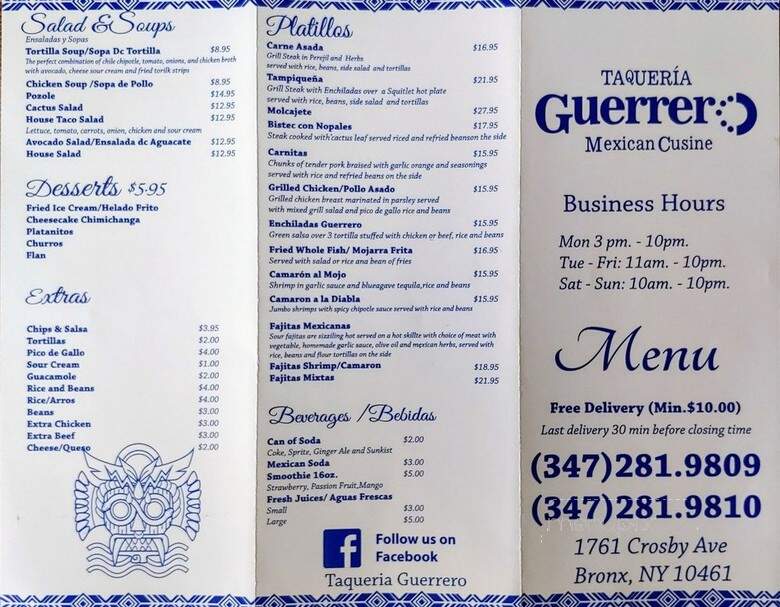 Salad & Soups
Ensaladas y Sopas
Tortilla Soup/Sopa Dc Tortilla $8.95
The perfect combination of chile chipotle, tomato, onions, and chicken broth
with avocado, cheese sour cream and fried torilk strips
Chicken Soup /Sopa de Pollo $8.95
Pozole $14.95
Cactus Salad $12.95
House Taco Salad $12.95
Lettuce, tomato, carrots, onion, chicken and sour cream
Avocado Salad/Ensalada dc Aguacate $12.95
House Salad $12.95
Desserts $5.95
Fried Ice Cream/Helado Frito
Cheesecake Chimichanga
Platanitos
Churros
Flan
Extras
Chips & Salsa $3.95
Tortillas $2.00
Pico de Gallo $4.00
Sour Cream $1.00
Guacamole $2.00
Rice and Beans $4.00
Rice/Arros $4.00
Beans $3.00
Extra Chicken $3.00
Extra Beef $3.00
Cheese/Queso $2.00
Platillos
Carne Asada $16.95
Grill Steak in Perejil and Herbs
served with rice, beans, side salad and tortillas
Tampiqueña $21.95
Grill Steak with Enchiladas over a Squitlet hot plate
served with rice, beans, side salad and tortillas
Molcajete $27.95
Bistec con Nopales $17.95
Steak cooked with'cactus leaf served riced and refried beanson the side
Carnitas $15.95
Chunks of tender pork braised with garlic orange and seasonings
served with rice and refried beans on the side
Grilled Chicken/Pollo Asado $15.95
Grilled chicken breast marinated in parsley served
with mixed grill salad and pico de gallo rice and beans
Enchiladas Guerrero $15.95
Green salsa over 3 tortilla stuffed with chicken or beef, rice and beans
Fried Whole Fish/ Mojarra Frita $16.95
Served with salad or rice ana bean of fries
Camarón al Mojo $15.95
Shrimp in garlic sauce and blueagave tequila,rice and beans
Camaron a la Diabla $15.95
Jumbo shrimps with spicy chipotle sauce served with rice and beans
Fajitas Mexicanas
Sour fajitas are sizziling hot served on a hot skillte with choice of meat with
vegetable, homemade garlic sauce, olive oil and mexican herbs, served with
rice, beans and flour tortillas on the side
Fajitas Shrimp/Camaron $18.95
Fajitas Mixtas $21.95
Beverages /Bebidas
Can of Soda $2.00
Coke, Sprite, Ginger Ale and Sunkist
Mexican Soda $3.00
Smoothie 16oz. $5.00
Strawberry, Passion Fruit,Mango
Fresh Juices/ Aguas Frescas
Small $3.00
Large $5.00
f Follow us on
Facebook
Taqueria Guerrero
TAQUERÍA
Guerrero
Mexican Cusine
Business Hours
Mon 3 pm. - 10pm.
Tue - Fri: 11am. - 10pm.
Sat - Sun: 10am. - 10pm.
Menu
Free Delivery (Min.$10.00)
Last delivery 30 min before closing time
(347)281.9809
(347)281.9810
1761 Crosby Ave
Bronx, NY 10461